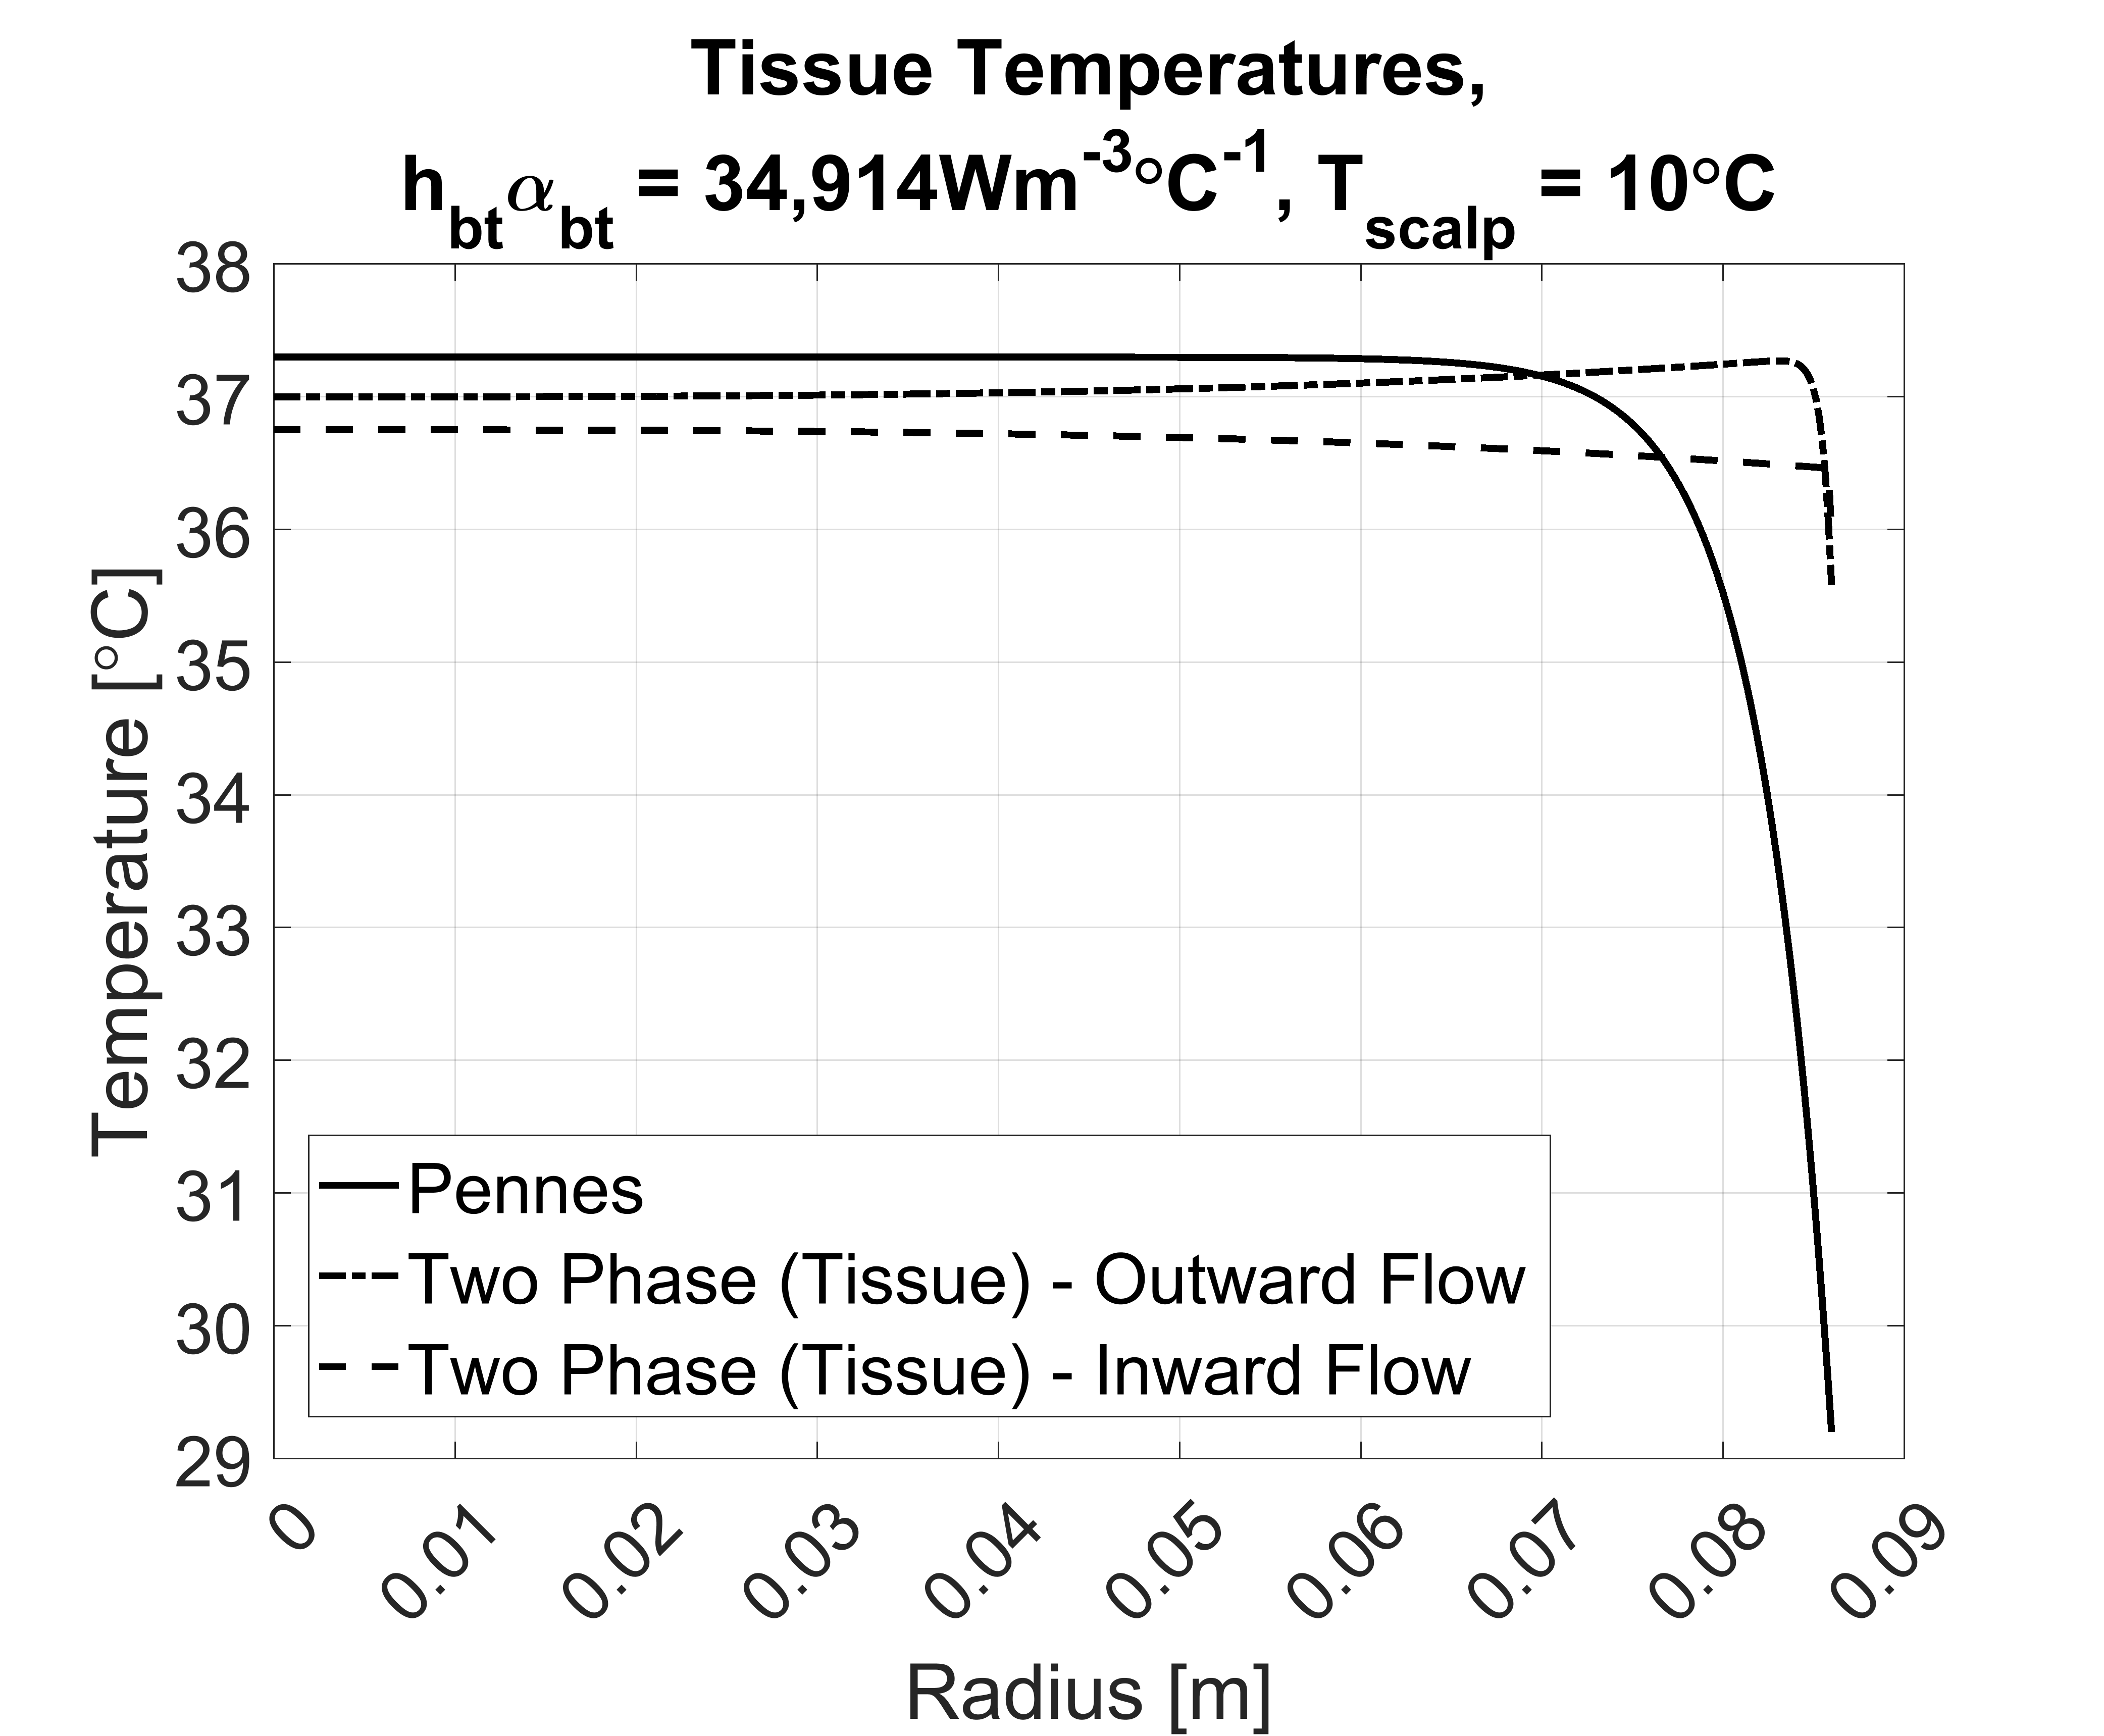 Tissue Temperatures,
h_bt α_bt = 34,914Wm^-3°C^-1, T_scalp = 10°C
38
37
36
35
34
33
32
31
30
29
Temperature [°C]
Pennes
Two Phase (Tissue) - Outward Flow
Two Phase (Tissue) - Inward Flow
0 0.01 0.02 0.03 0.04 0.05 0.06 0.07 0.08 0.09
Radius [m]